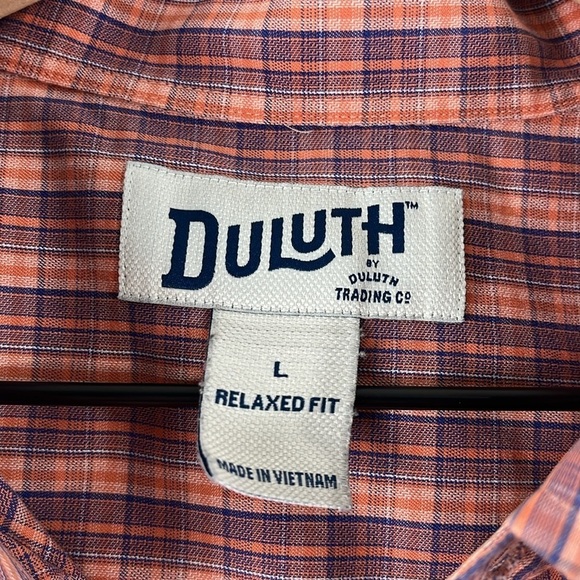 DULUTH™
BY
DULUTH
TRADING Cº
L
RELAXED FIT
MADE IN VIETNAM